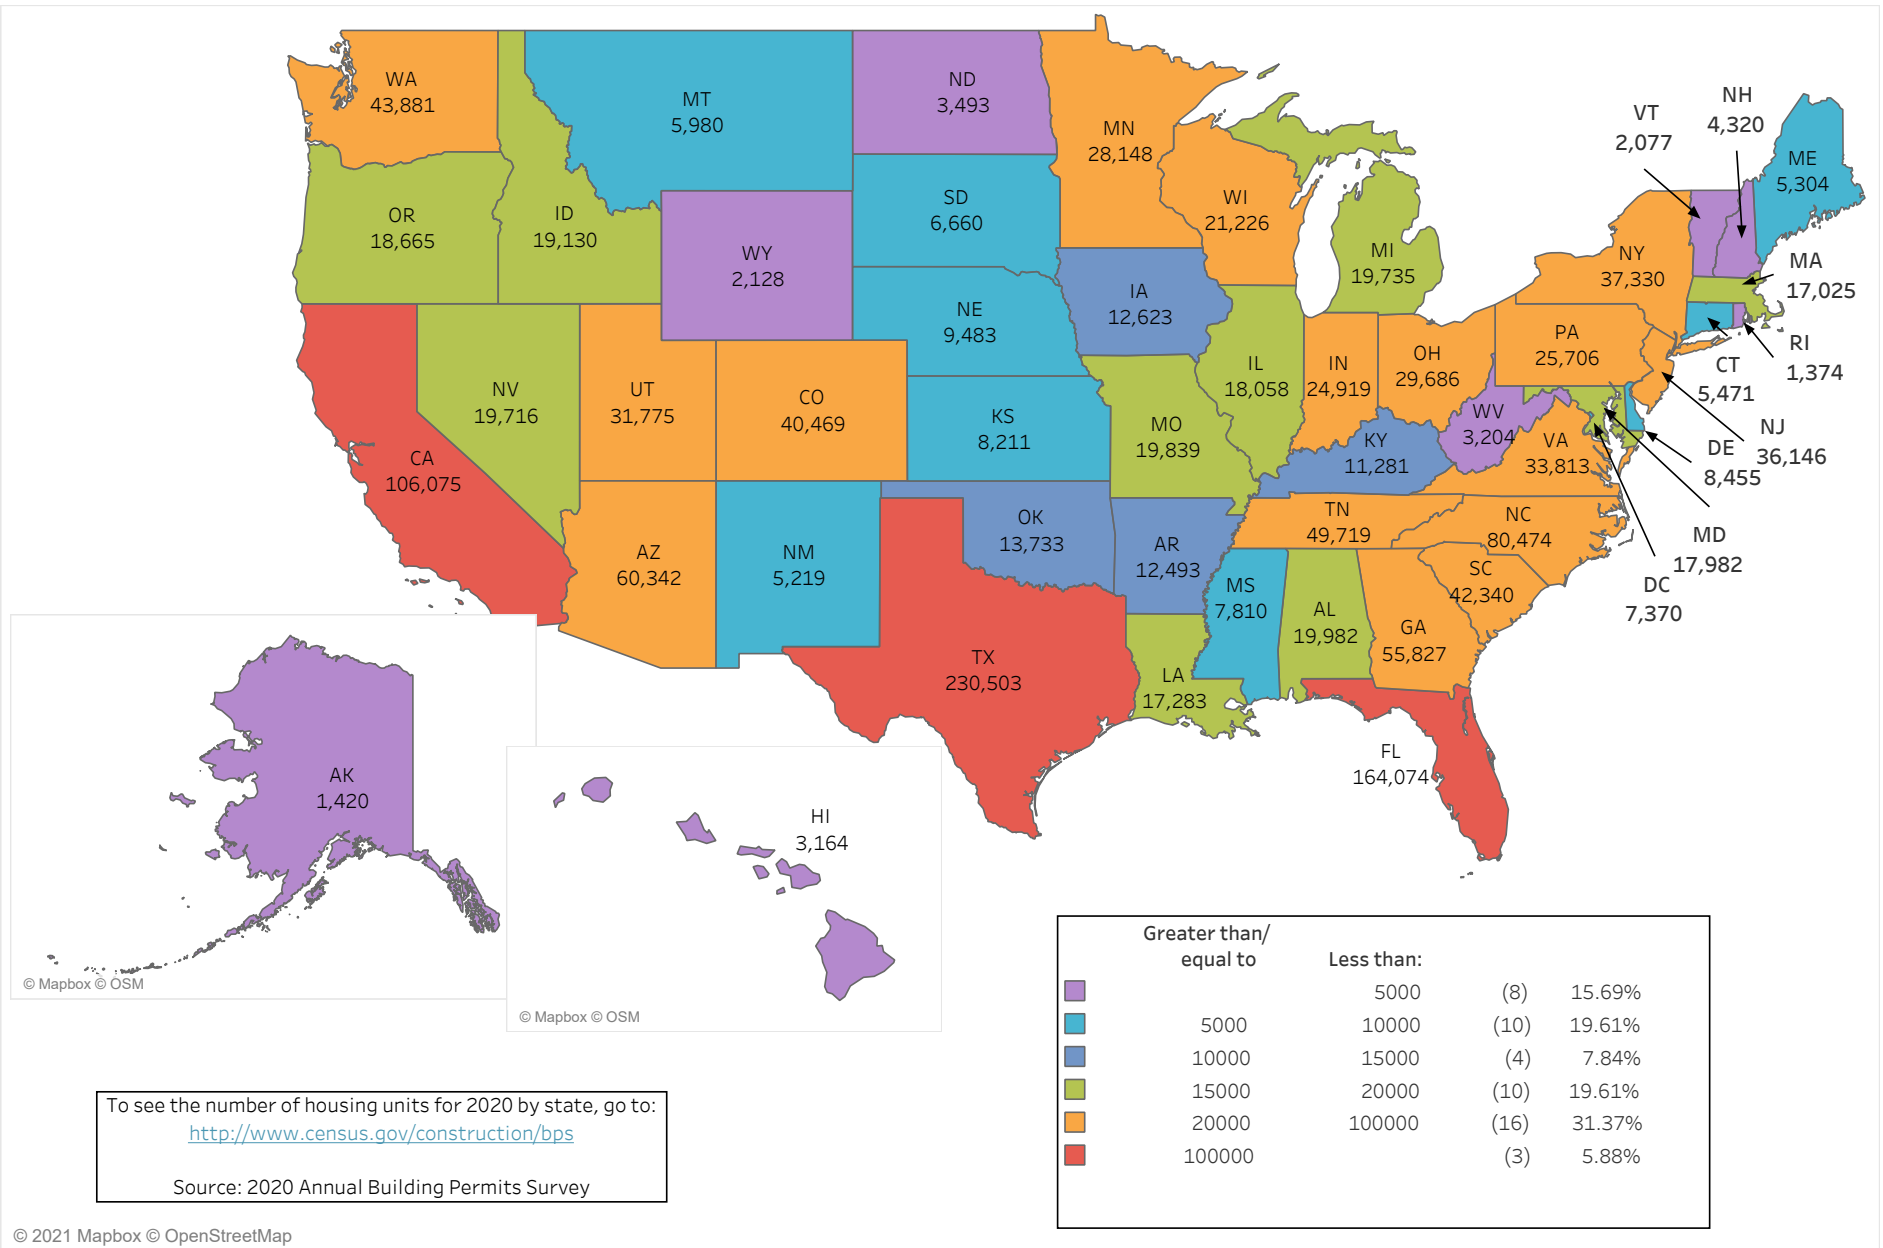 WA
43,881
MT
5,980
ND
3,493
MN
28,148
VT
2,077
NH
4,320
ME
5,304
OR
18,665
ID
19,130
WY
2,128
SD
6,660
WI
21,226
MI
19,735
NY
37,330
MA
17,025
RI
1,374
CT
5,471
NE
9,483
IA
12,623
IL
18,058
IN
24,919
OH
29,686
PA
25,706
NJ
36,146
DE
8,455
MD
17,982
DC
7,370
NV
19,716
UT
31,775
CO
40,469
KS
8,211
MO
19,839
KY
11,281
WV
3,204
VA
33,813
CA
106,075
AZ
60,342
NM
5,219
OK
13,733
AR
12,493
TN
49,719
NC
80,474
SC
42,340
MS
7,810
AL
19,982
GA
55,827
TX
230,503
LA
17,283
FL
164,074
AK
1,420
© Mapbox © OSM
HI
3,164
© Mapbox © OSM
Greater than/
equal to Less than:
5000 (8) 15.69%
5000 10000 (10) 19.61%
10000 15000 (4) 7.84%
15000 20000 (10) 19.61%
20000 100000 (16) 31.37%
100000 (3) 5.88%
To see the number of housing units for 2020 by state, go to:
http://www.census.gov/construction/bps
Source: 2020 Annual Building Permits Survey
© 2021 Mapbox © OpenStreetMap